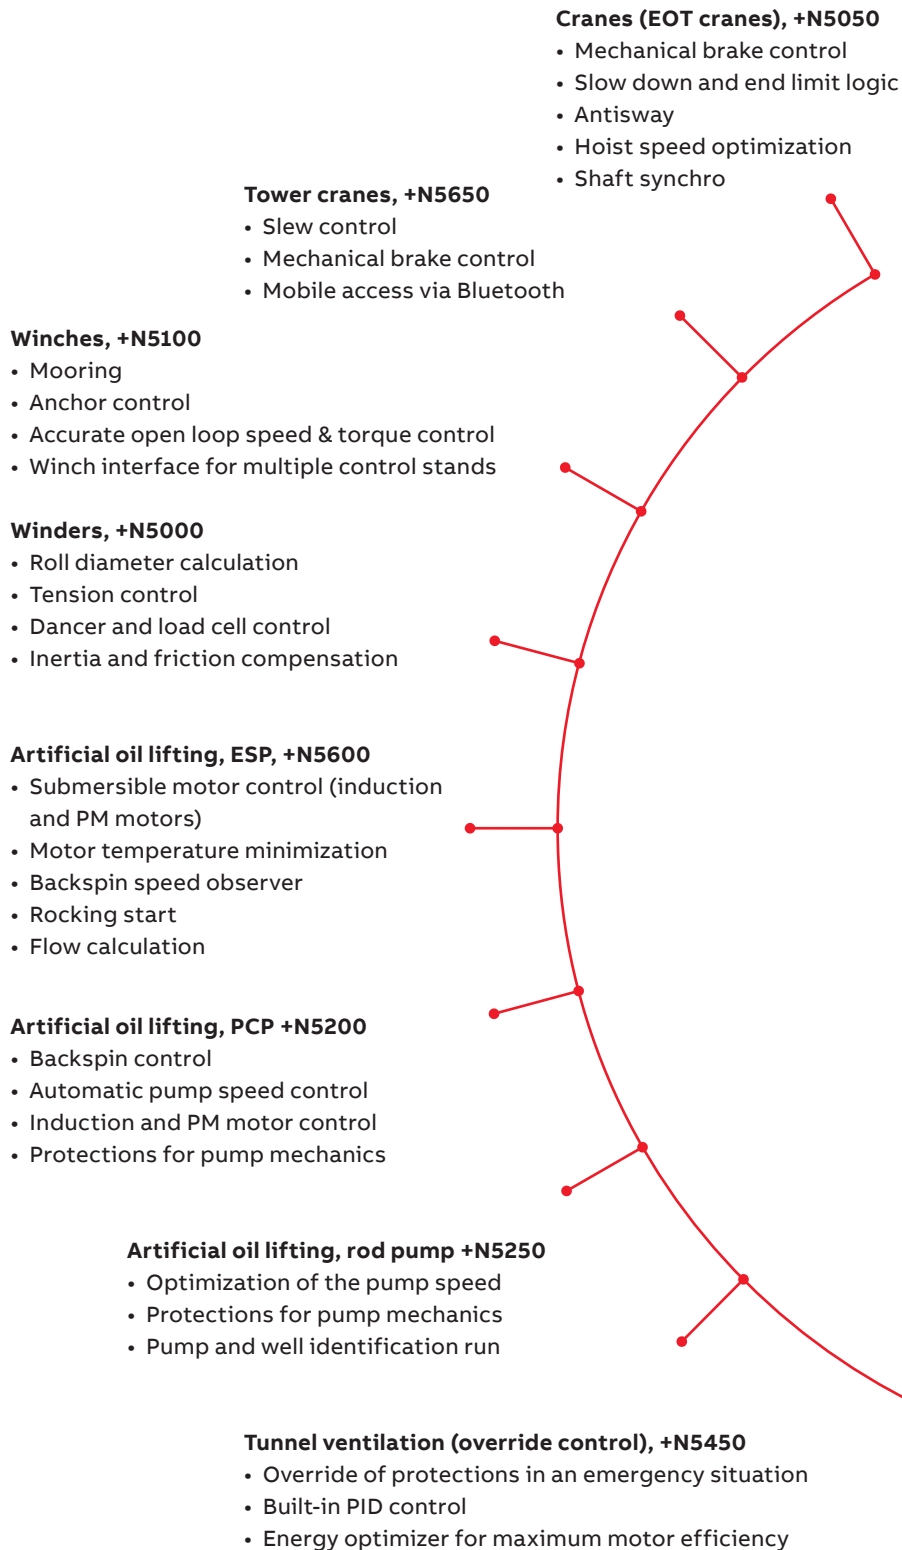 Cranes (EOT cranes), +N5050
• Mechanical brake control
• Slow down and end limit logic
• Antisway
• Hoist speed optimization
• Shaft synchro
Tower cranes, +N5650
• Slew control
• Mechanical brake control
• Mobile access via Bluetooth
Winches, +N5100
• Mooring
• Anchor control
• Accurate open loop speed & torque control
• Winch interface for multiple control stands
Winders, +N5000
• Roll diameter calculation
• Tension control
• Dancer and load cell control
• Inertia and friction compensation
Artificial oil lifting, ESP, +N5600
• Submersible motor control (induction
and PM motors)
• Motor temperature minimization
• Backspin speed observer
• Rocking start
• Flow calculation
Artificial oil lifting, PCP +N5200
• Backspin control
• Automatic pump speed control
• Induction and PM motor control
• Protections for pump mechanics
Artificial oil lifting, rod pump +N5250
• Optimization of the pump speed
• Protections for pump mechanics
• Pump and well identification run
Tunnel ventilation (override control), +N5450
• Override of protections in an emergency situation
• Built-in PID control
• Energy optimizer for maximum motor efficiency